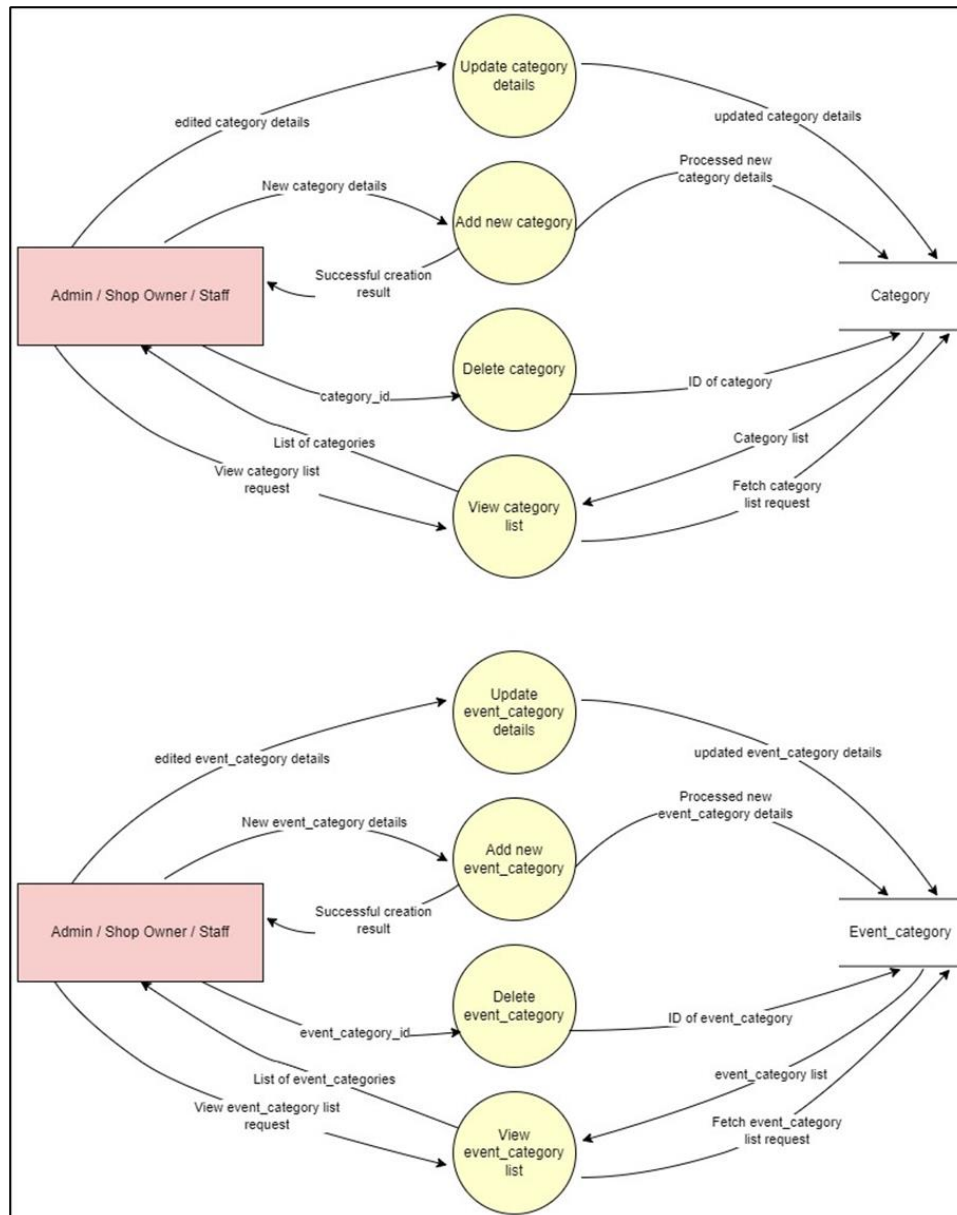 Update category
details
edited category details
updated category details
Processed new
category details
New category details
Add new category
Successful creation
result
Admin / Shop Owner / Staff
Category
Delete category
category_id
ID of category
List of categories
Category list
View category list
request
View category
list
Fetch category
list request
Update
event_category
details
edited event_category details
updated event_category details
Processed new
event_category details
New event_category details
Add new
event_category
Successful creation
result
Admin / Shop Owner / Staff
Event_category
Delete
event_category
event_category_id
ID of event_category
List of event_categories
event_category list
View event_category list
request
View
event_category
list
Fetch event_category
list request